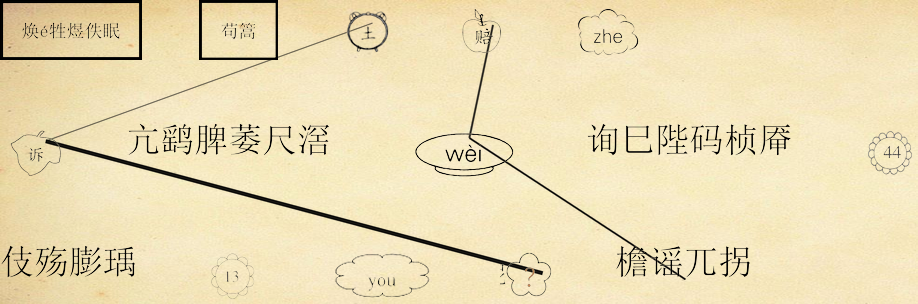 焕é牲煜佚眠 荀篙 王 赔 zhe
诉 亢鹞脾萎尺滘 wèi 询巳陛码桢厣 44
伎殇膨瑀 13 you ? 檐谣兀拐